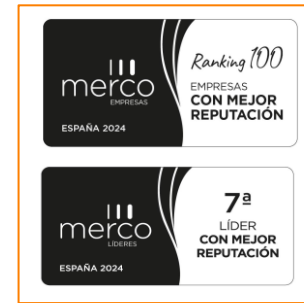 merco
EMPRESAS
ESPAÑA 2024
Ranking 100
EMPRESAS
CON MEJOR
REPUTACIÓN
merco
LÍDERES
ESPAÑA 2024
7ª
LÍDER
CON MEJOR
REPUTACIÓN